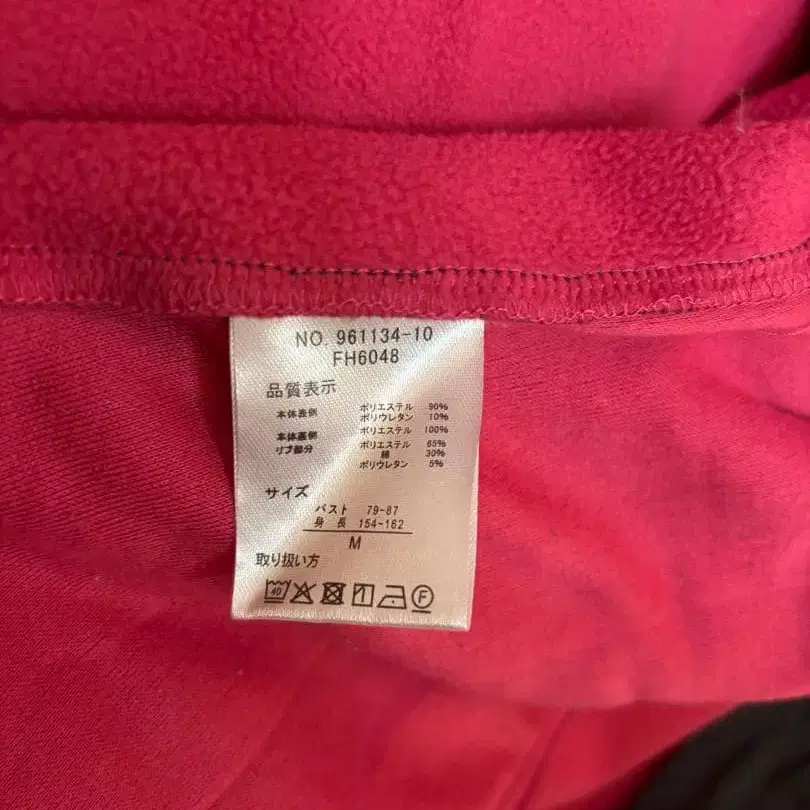 NO. 961134-10
FH6048
品質表示
本体表側 ポリエステル 90%
ポリウレタン 10%
本体裏側 ポリエステル 100%
リブ部分 ポリエステル 65%
綿 30%
ポリウレタン 5%
サイズ
バスト 79-87
身長 154-162
M
取り扱い方
40 F